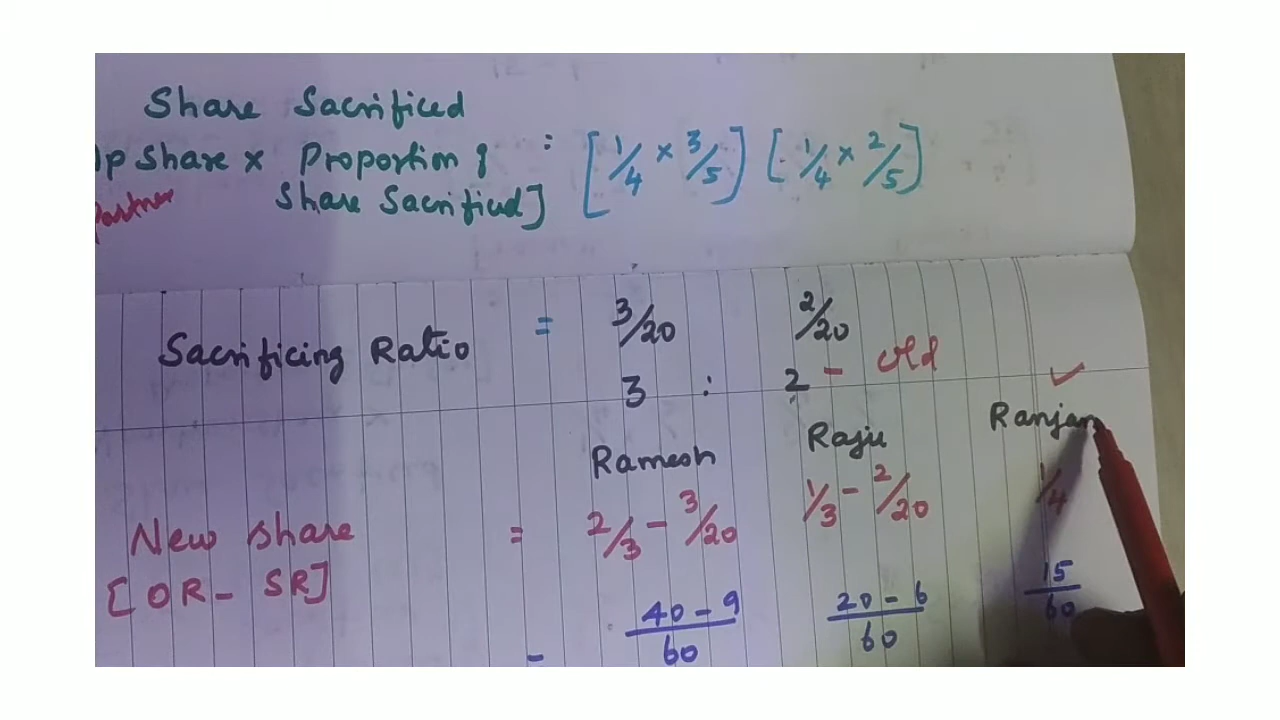 Share Sacrificed
Share x Proportion of : [1/4 x 3/5] [1/4 x 2/5]
Partner Share Sacrificed]
Sacrificing Ratio = 3/20 2/20
3 : 2 - Old
Ramesh Raju Ranjan
New Share = 2/3 - 3/20 1/3 - 2/20 1/4
[OR - SR]
= 40 - 9/60 20 - 6/60 15/60